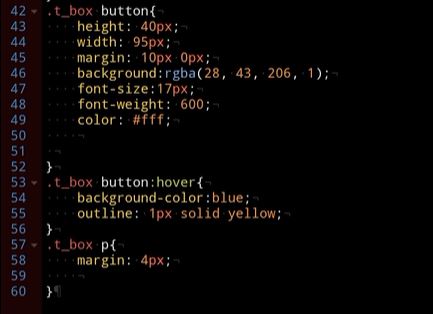 42 .t_box button{
43 height: 40px;
44 width: 95px;
45 margin: 10px 0px;
46 background:rgba(28, 43, 206, 1);
47 font-size:17px;
48 font-weight: 600;
49 color: #fff;
50
51
52 }
53 .t_box button:hover{
54 background-color:blue;
55 outline: 1px solid yellow;
56 }
57 .t_box p{
58 margin: 4px;
59
60 }